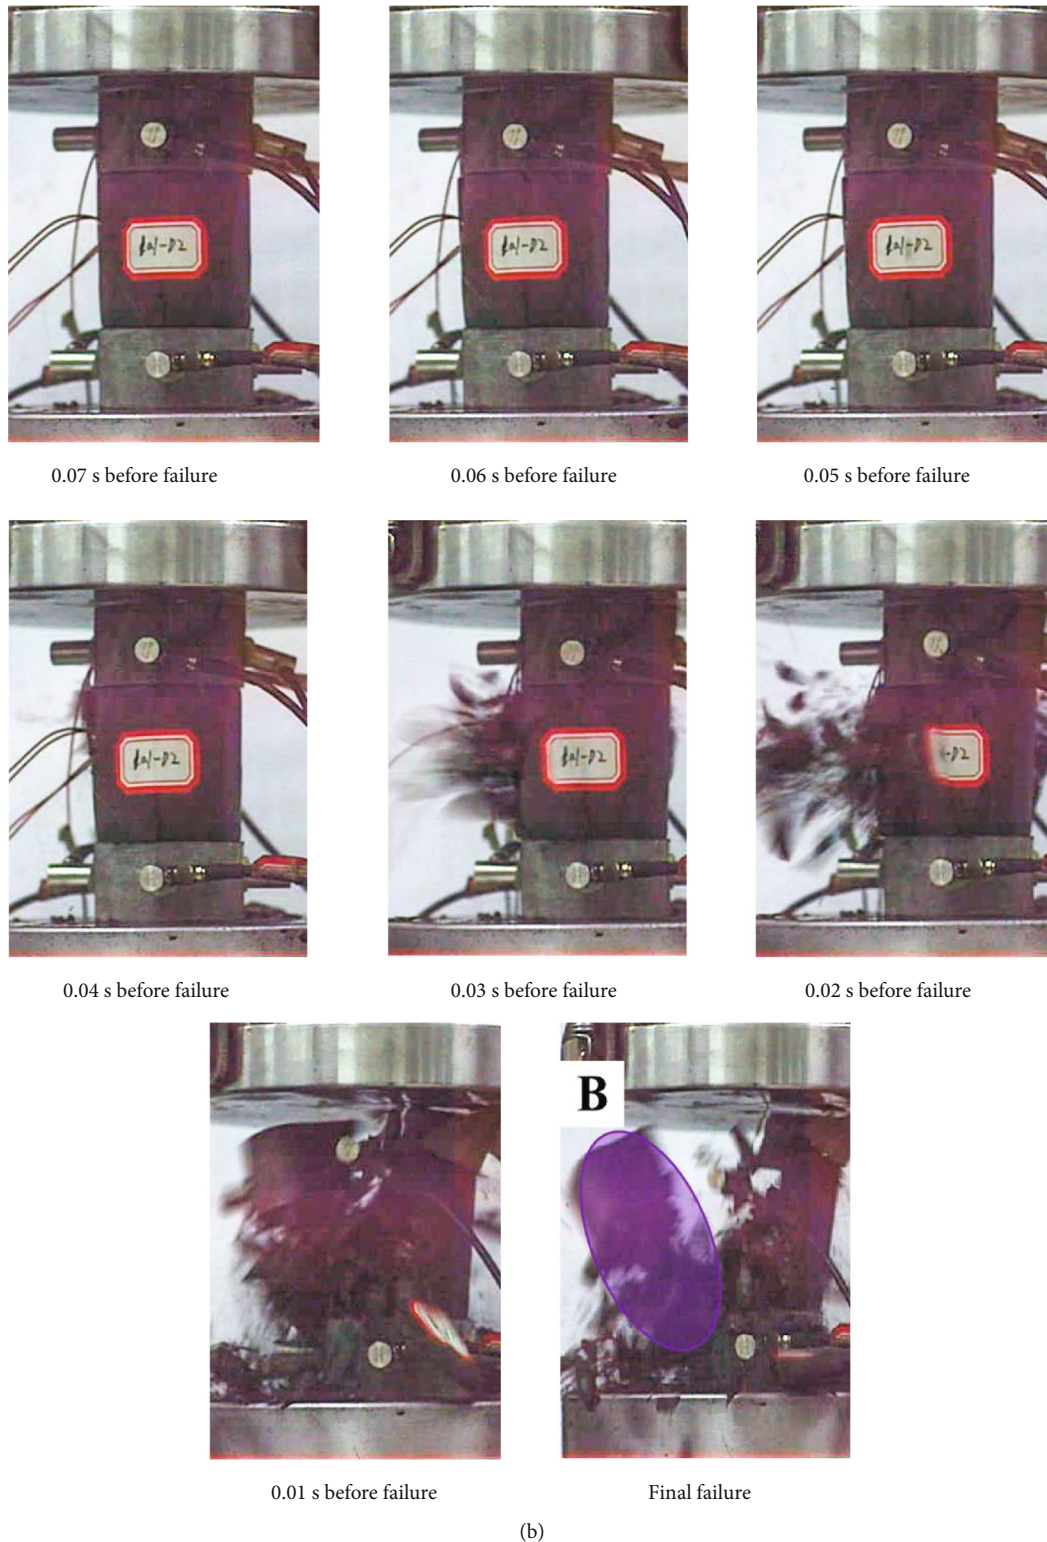 0.07 s before failure
0.06 s before failure
0.05 s before failure
0.04 s before failure
0.03 s before failure
0.02 s before failure
0.01 s before failure
B
Final failure
(b)